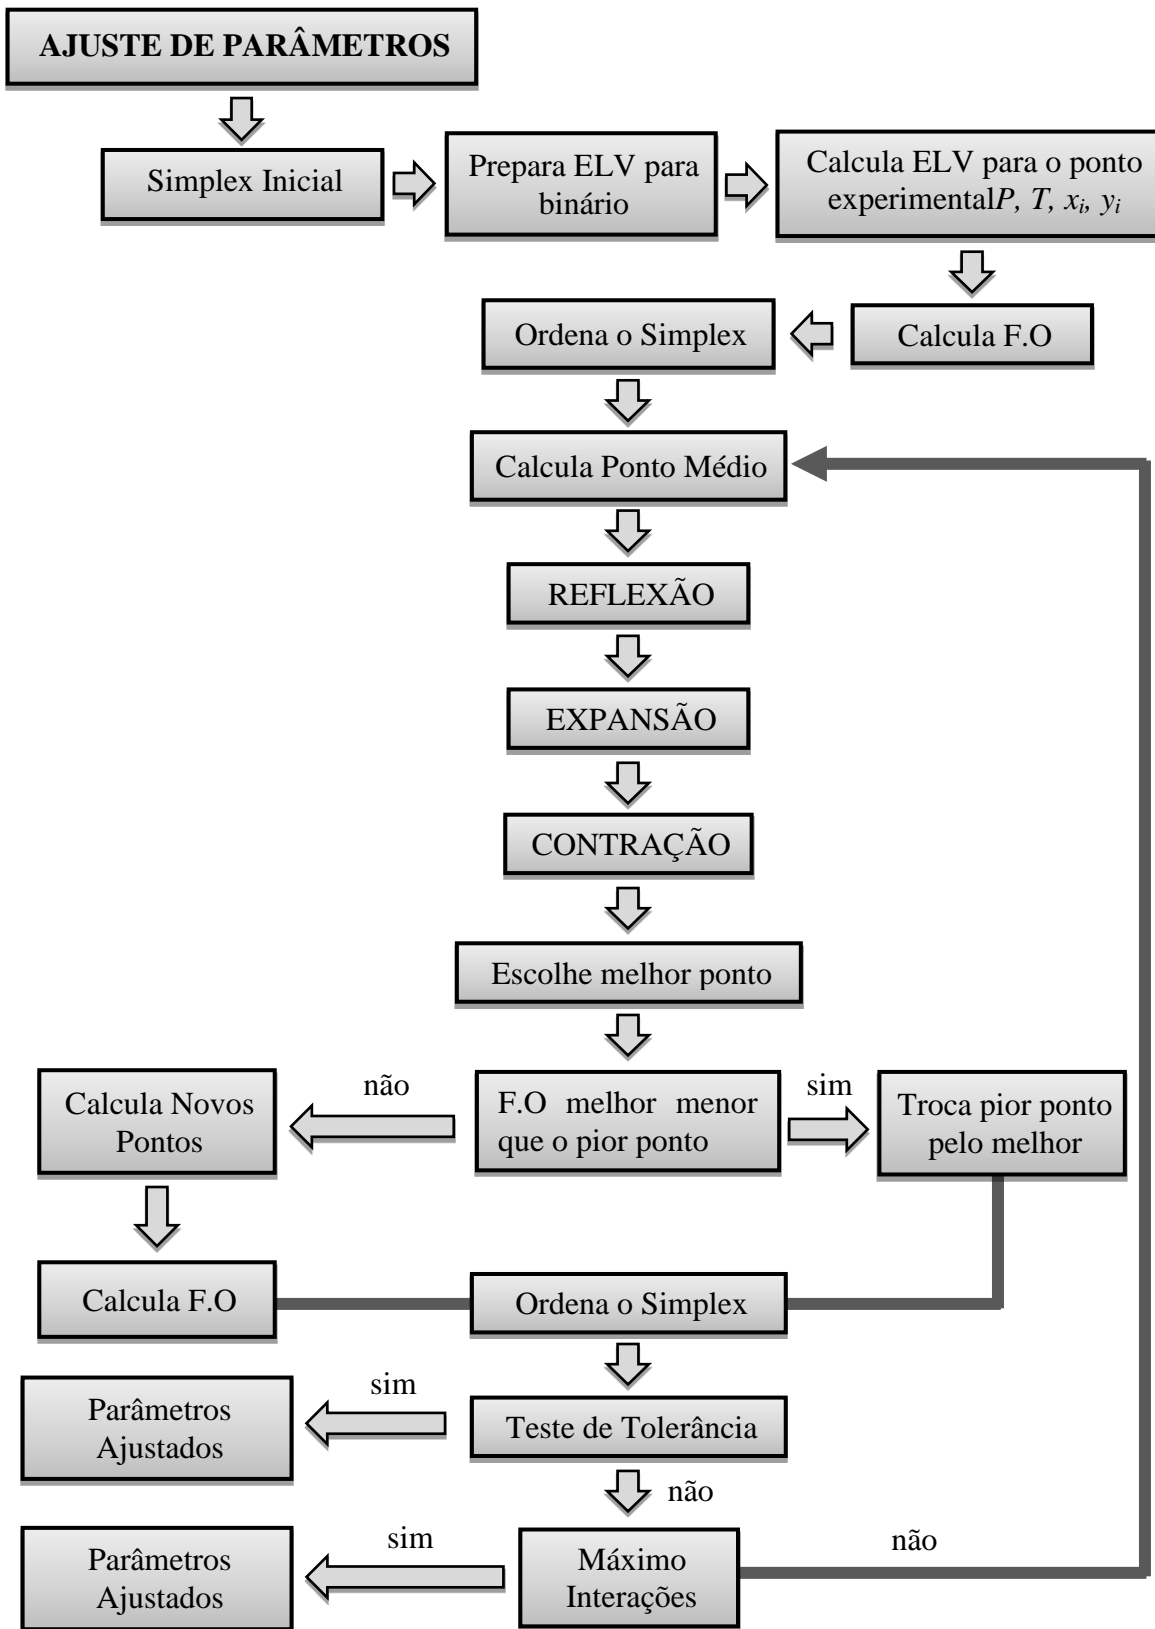 AJUSTE DE PARÂMETROS
Simplex Inicial
Prepara ELV para
binário
Calcula ELV para o ponto
experimentalP, T, xi, yi
Ordena o Simplex
Calcula F.O
Calcula Ponto Médio
REFLEXÃO
EXPANSÃO
CONTRAÇÃO
Escolhe melhor ponto
Calcula Novos
Pontos
não
F.O melhor menor
que o pior ponto
sim
Troca pior ponto
pelo melhor
Calcula F.O
Ordena o Simplex
Parâmetros
Ajustados
sim
Teste de Tolerância
não
Parâmetros
Ajustados
sim
Máximo
Interações
não